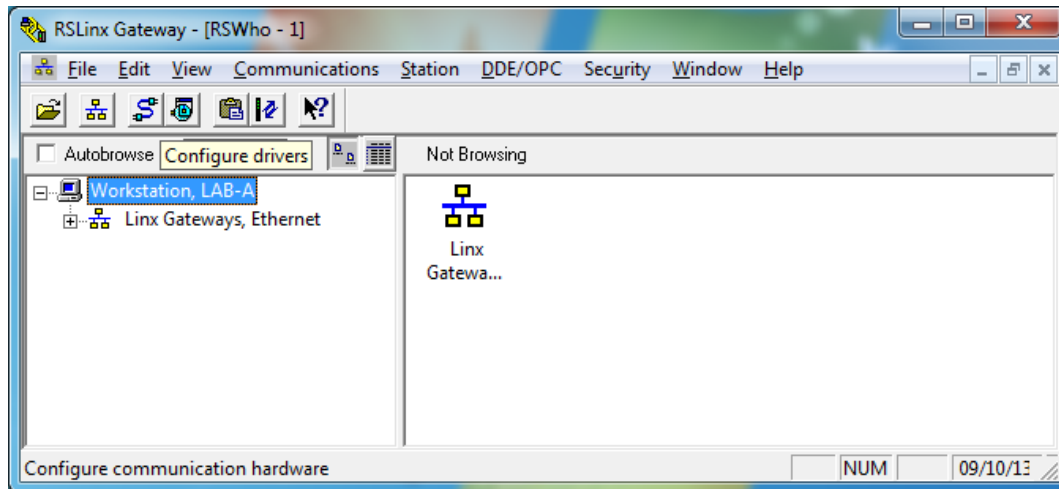 RSLinx Gateway - [RSWho - 1]
File Edit View Communications Station DDE/OPC Security Window Help
Autobrowse Configure drivers Not Browsing
Workstation, LAB-A
Linx Gateways, Ethernet
Linx
Gatewa...
Configure communication hardware NUM 09/10/13